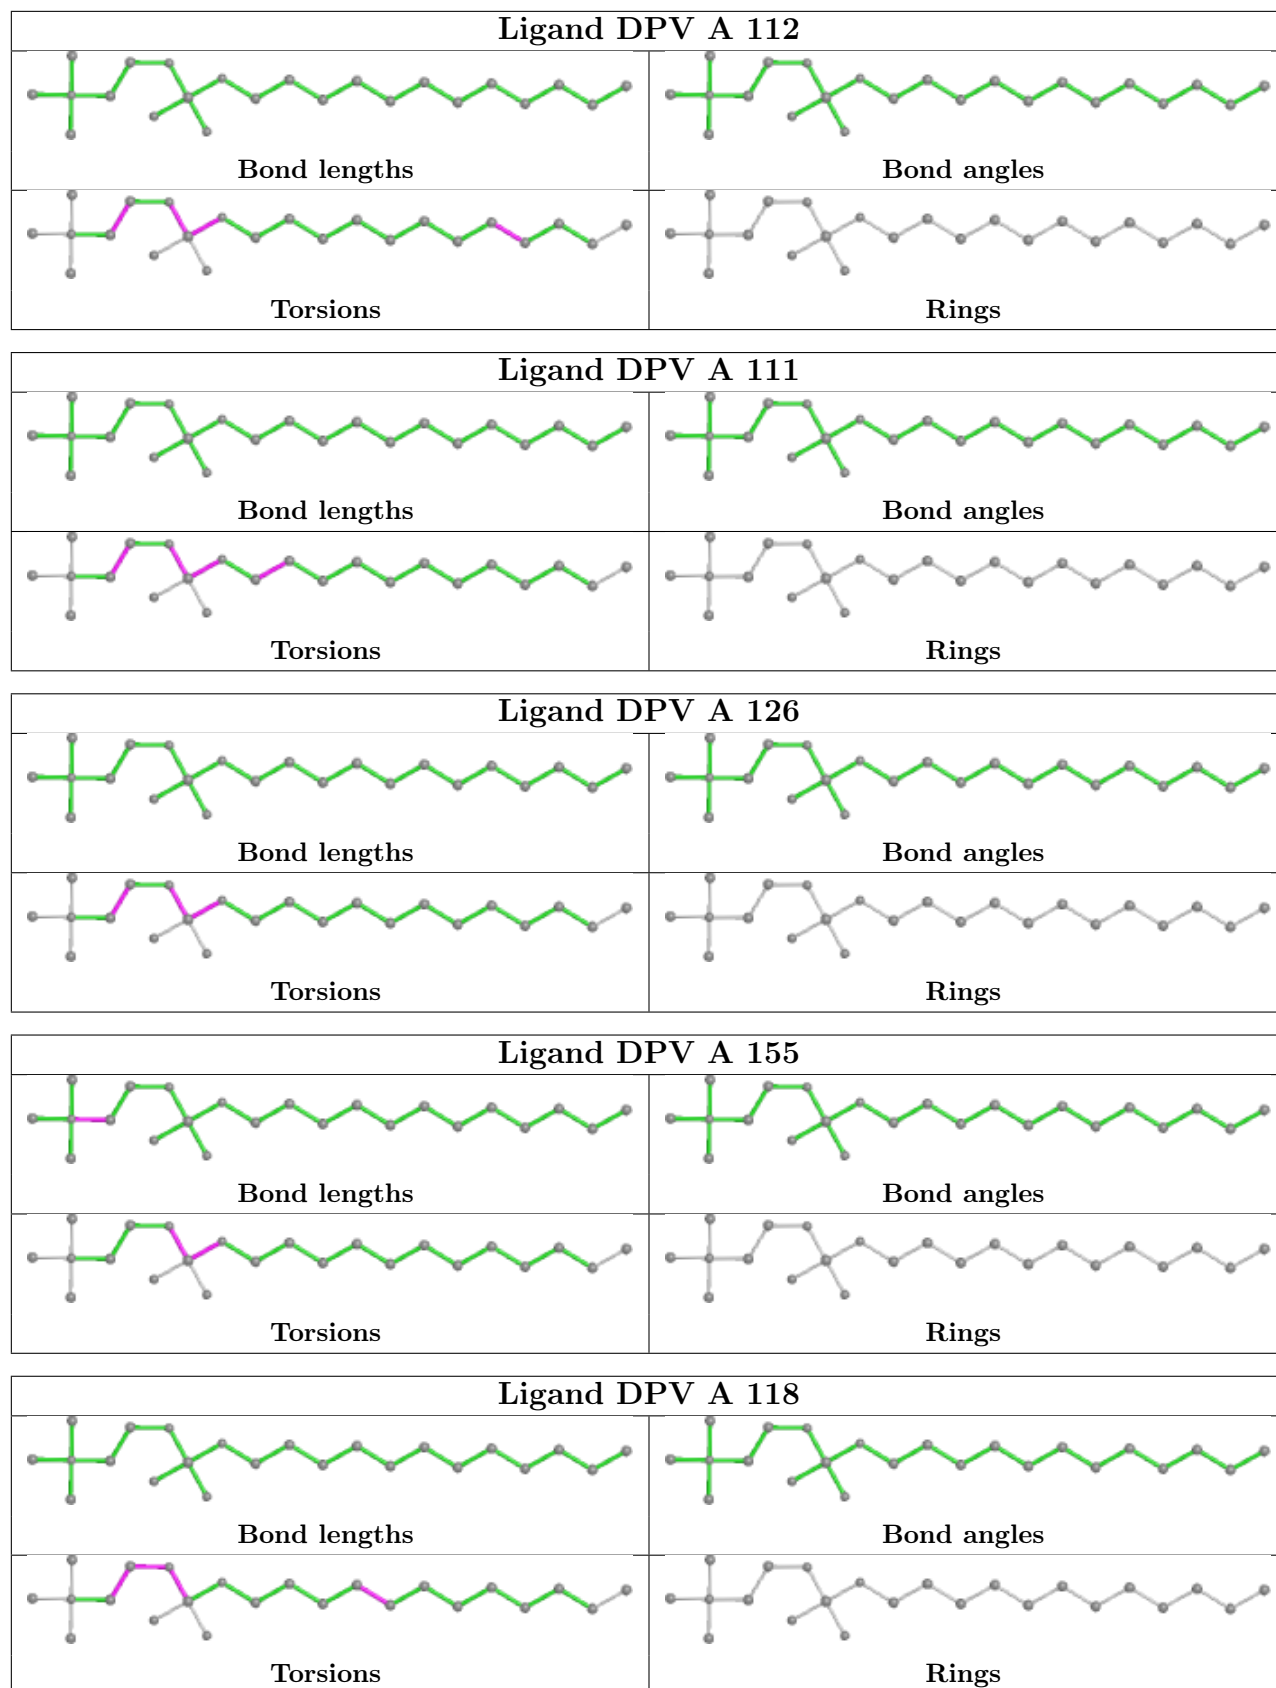 Ligand DPV A 112
Bond lengths
Bond angles
Torsions
Rings
Ligand DPV A 111
Bond lengths
Bond angles
Torsions
Rings
Ligand DPV A 126
Bond lengths
Bond angles
Torsions
Rings
Ligand DPV A 155
Bond lengths
Bond angles
Torsions
Rings
Ligand DPV A 118
Bond lengths
Bond angles
Torsions
Rings